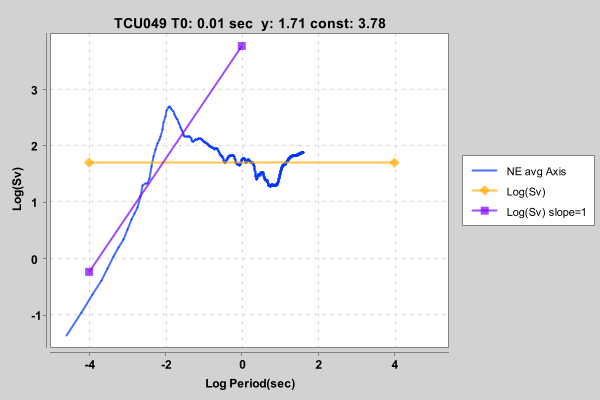 TCU049 T0: 0.01 sec y: 1.71 const: 3.78
3
2
1
0
-1
Log(Sv)
-4 -2 0 2 4
Log Period(sec)
NE avg Axis
Log(Sv)
Log(Sv) slope=1